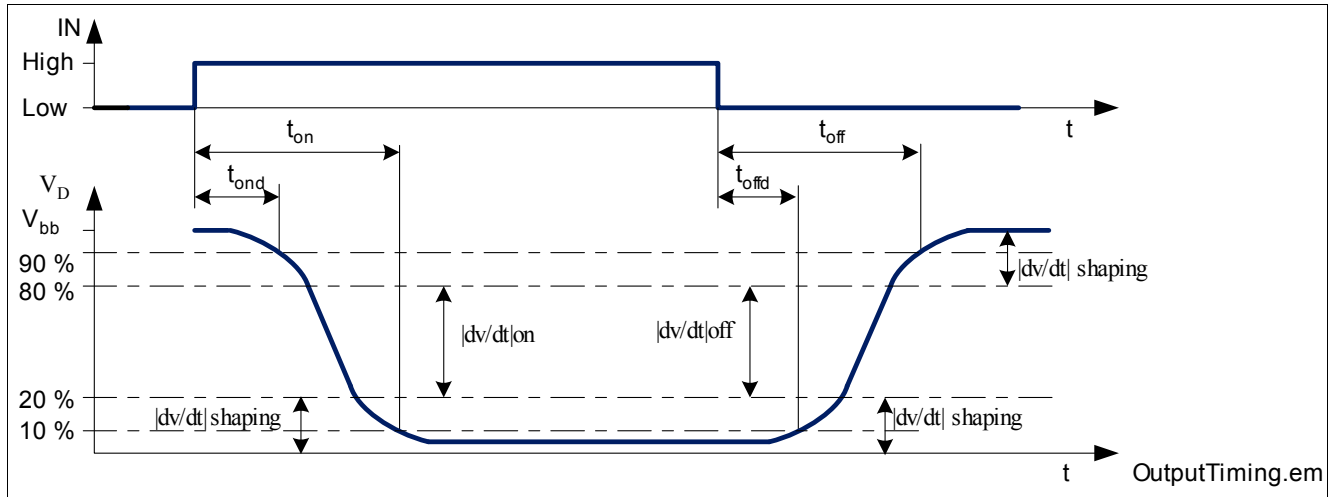 IN
High
Low
t
t_on
t_off
t_ond
t_offd
V_D
V_bb
90 %
80 %
|dv/dt| shaping
|dv/dt|on
|dv/dt|off
20 %
|dv/dt| shaping
|dv/dt| shaping
10 %
t
OutputTiming.em